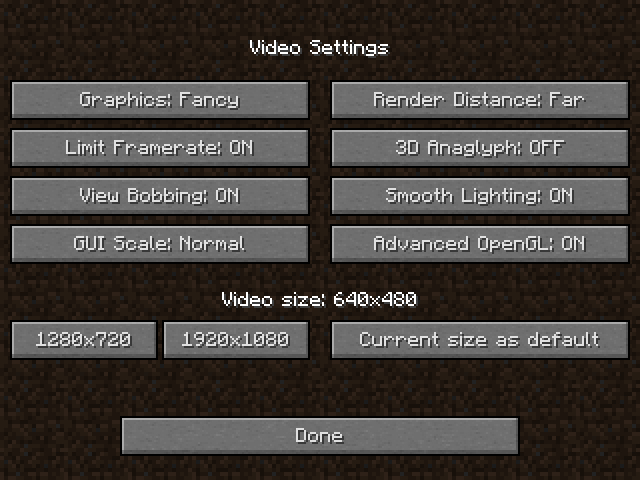 Video Settings
Graphics: Fancy
Render Distance: Far
Limit Framerate: ON
3D Anaglyph: OFF
View Bobbing: ON
Smooth Lighting: ON
GUI Scale: Normal
Advanced OpenGL: ON
Video size: 640x480
1280x720
1920x1080
Current size as default
Done